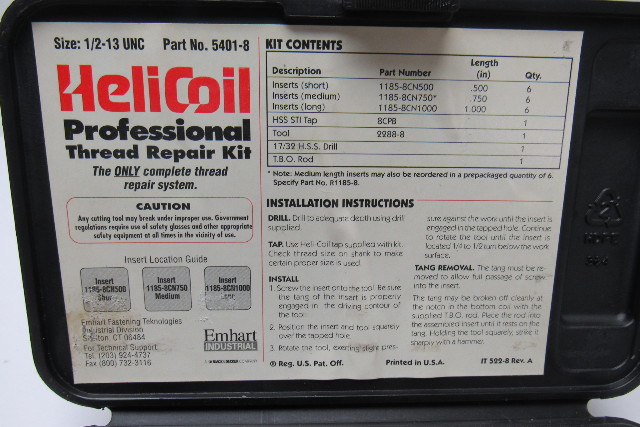 Size: 1/2-13 UNC Part No. 5401-8
HeliCoil
Professional
Thread Repair Kit
The ONLY complete thread
repair system.
CAUTION
Any cutting tool may break under improper use. Government
regulations require use of safety glasses and other appropriate
safety equipment at all times in the vicinity of use.
Insert Location Guide
Insert
1185-8CN500
Short
Insert
1185-8CN750
Medium
Insert
1185-8CN1000
Emhart Fastening Teknologies
Industrial Division
Shelton, CT 06484
For Technical Support
Tel. (203) 924-4737
Fax (800) 732-3116
Emhart
INDUSTRIAL
KIT CONTENTS
Description Part Number Length (in) Qty.
Inserts (short) 1185-8CN500 .500 6
Inserts (medium) 1185-8CN750* .750 6
Inserts (long) 1185-8CN1000 1.000 6
HSS STI Tap 8CPB 1
Tool 2288-8 1
17/32 H.S.S. Drill 1
T.B.O. Rod 1
* Note: Medium length inserts may also be reordered in a prepackaged quantity of 6.
Specify Part No. R1185-8.
INSTALLATION INSTRUCTIONS
DRILL. Drill to adequate depth using drill
supplied.
TAP. Use Heli-Coil tap supplied with kit.
Check thread size on shank to make
certain proper size is used.
INSTALL
1. Screw the insert onto the tool. Be sure
the tang of the insert is properly
engaged in the driving contour of
the tool.
2. Position the insert and tool squarely
over the tapped hole.
3. Rotate the tool, exerting slight pres-
sure against the work until the insert is
engaged in the tapped hole. Continue
to rotate the tool until the insert is
located 1/4 to 1/2 turn below the work
surface.
TANG REMOVAL. The tang must be re-
moved to allow full passage of screw
into the insert.
The tang may be broken off cleanly at
the notch in the bottom coil with the
supplied T.B.O. rod. Place the rod into
the assembled insert until it rests on the
tang. Holding the tool squarely, strike it
sharply with a hammer.
® Reg. U.S. Pat. Off. Printed in U.S.A. IT 522-8 Rev. A